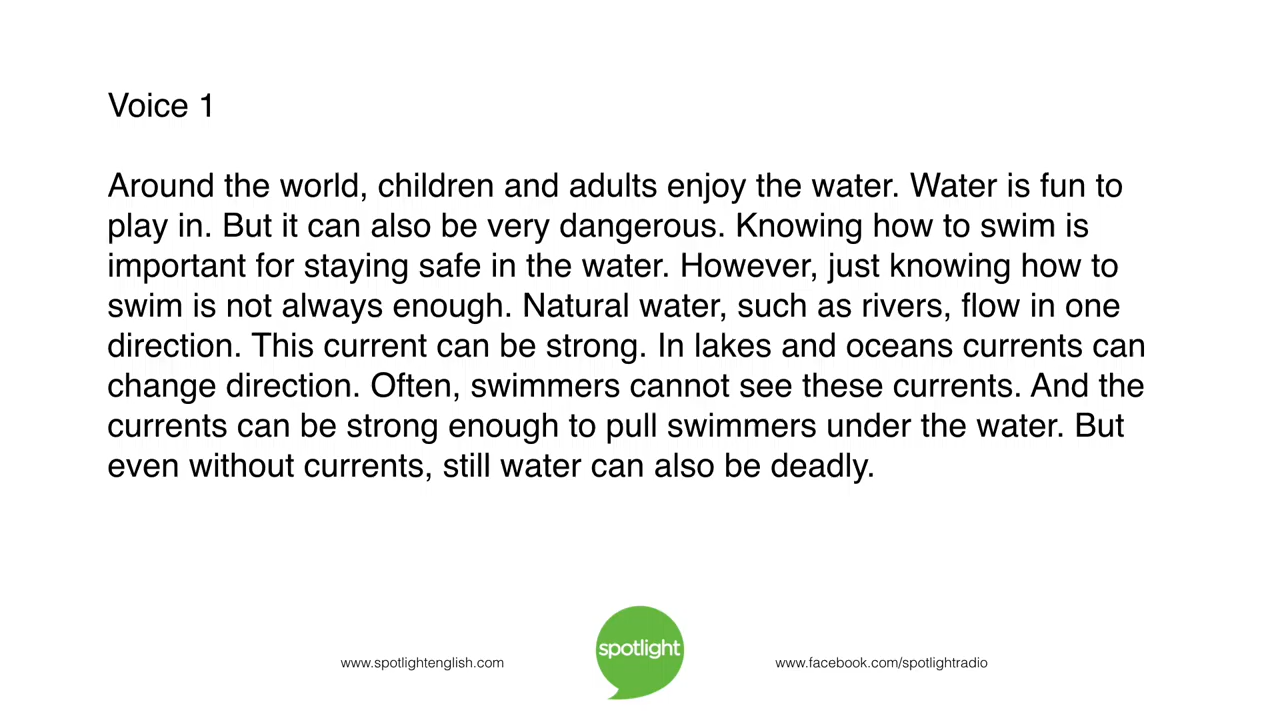 Voice 1
Around the world, children and adults enjoy the water. Water is fun to
play in. But it can also be very dangerous. Knowing how to swim is
important for staying safe in the water. However, just knowing how to
swim is not always enough. Natural water, such as rivers, flow in one
direction. This current can be strong. In lakes and oceans currents can
change direction. Often, swimmers cannot see these currents. And the
currents can be strong enough to pull swimmers under the water. But
even without currents, still water can also be deadly.
www.spotlightenglish.com
spotlight
www.facebook.com/spotlightradio